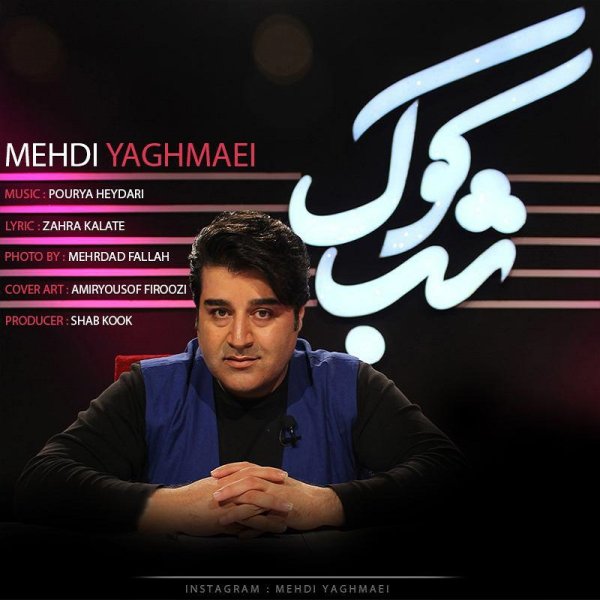 شب
کوک
MEHDI YAGHMAEI
MUSIC : POURYA HEYDARI
LYRIC : ZAHRA KALATE
PHOTO BY : MEHRDAD FALLAH
COVER ART : AMIRYOUSOF FIROOZI
PRODUCER : SHAB KOOK
INSTAGRAM : MEHDI YAGHMAEI